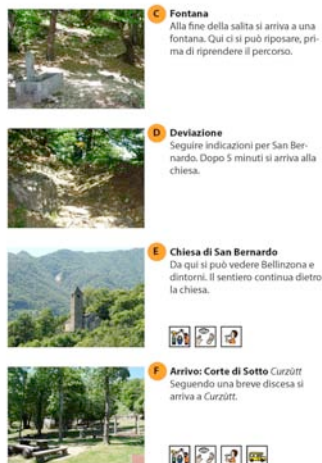 C Fontana
Alla fine della salita si arriva a una
fontana. Qui ci si può riposare, pri-
ma di riprendere il percorso.
D Deviazione
Seguire indicazioni per San Ber-
nardo. Dopo 5 minuti si arriva alla
chiesa.
E Chiesa di San Bernardo
Da qui si può vedere Bellinzona e
dintorni. Il sentiero continua dietro
la chiesa.
F Arrivo: Corte di Sotto Curzútt
Seguendo una breve discesa si
arriva a Curzútt.